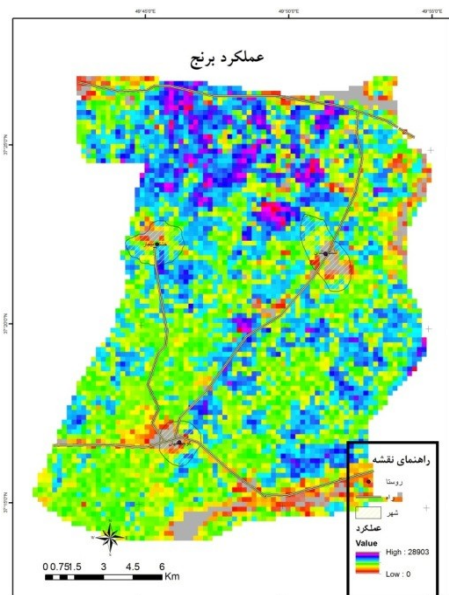 عملکرد برنج
راهنمای نقشه
روستا
راه
شهر
عملکرد
Value
High : 28903
Low : 0
0 0.75 1.5 3 4.5 6
Km